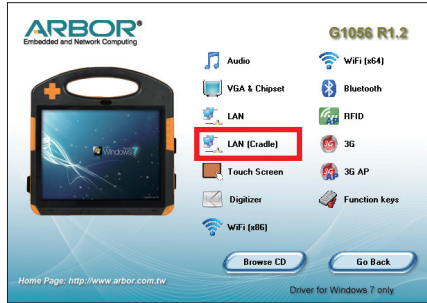 ARBOR®
Embedded and Network Computing
G1056 R1.2
Audio
VGA & Chipset
LAN
LAN (Cradle)
Touch Screen
Digitizer
WiFi (x86)
WiFi (x64)
Bluetooth
RFID
3G
3G AP
Function keys
Windows 7
Browse CD
Go Back
Home Page: http://www.arbor.com.tw
Driver for Windows 7 only